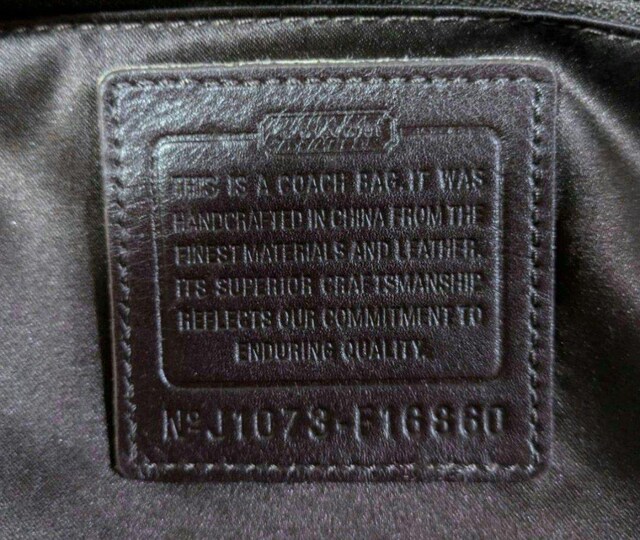 THIS IS A COACH BAG. IT WAS
HANDCRAFTED IN CHINA FROM THE
FINEST MATERIALS AND LEATHER.
ITS SUPERIOR CRAFTSMANSHIP
REFLECTS OUR COMMITMENT TO
ENDURING QUALITY.
Nº J1073-F16860